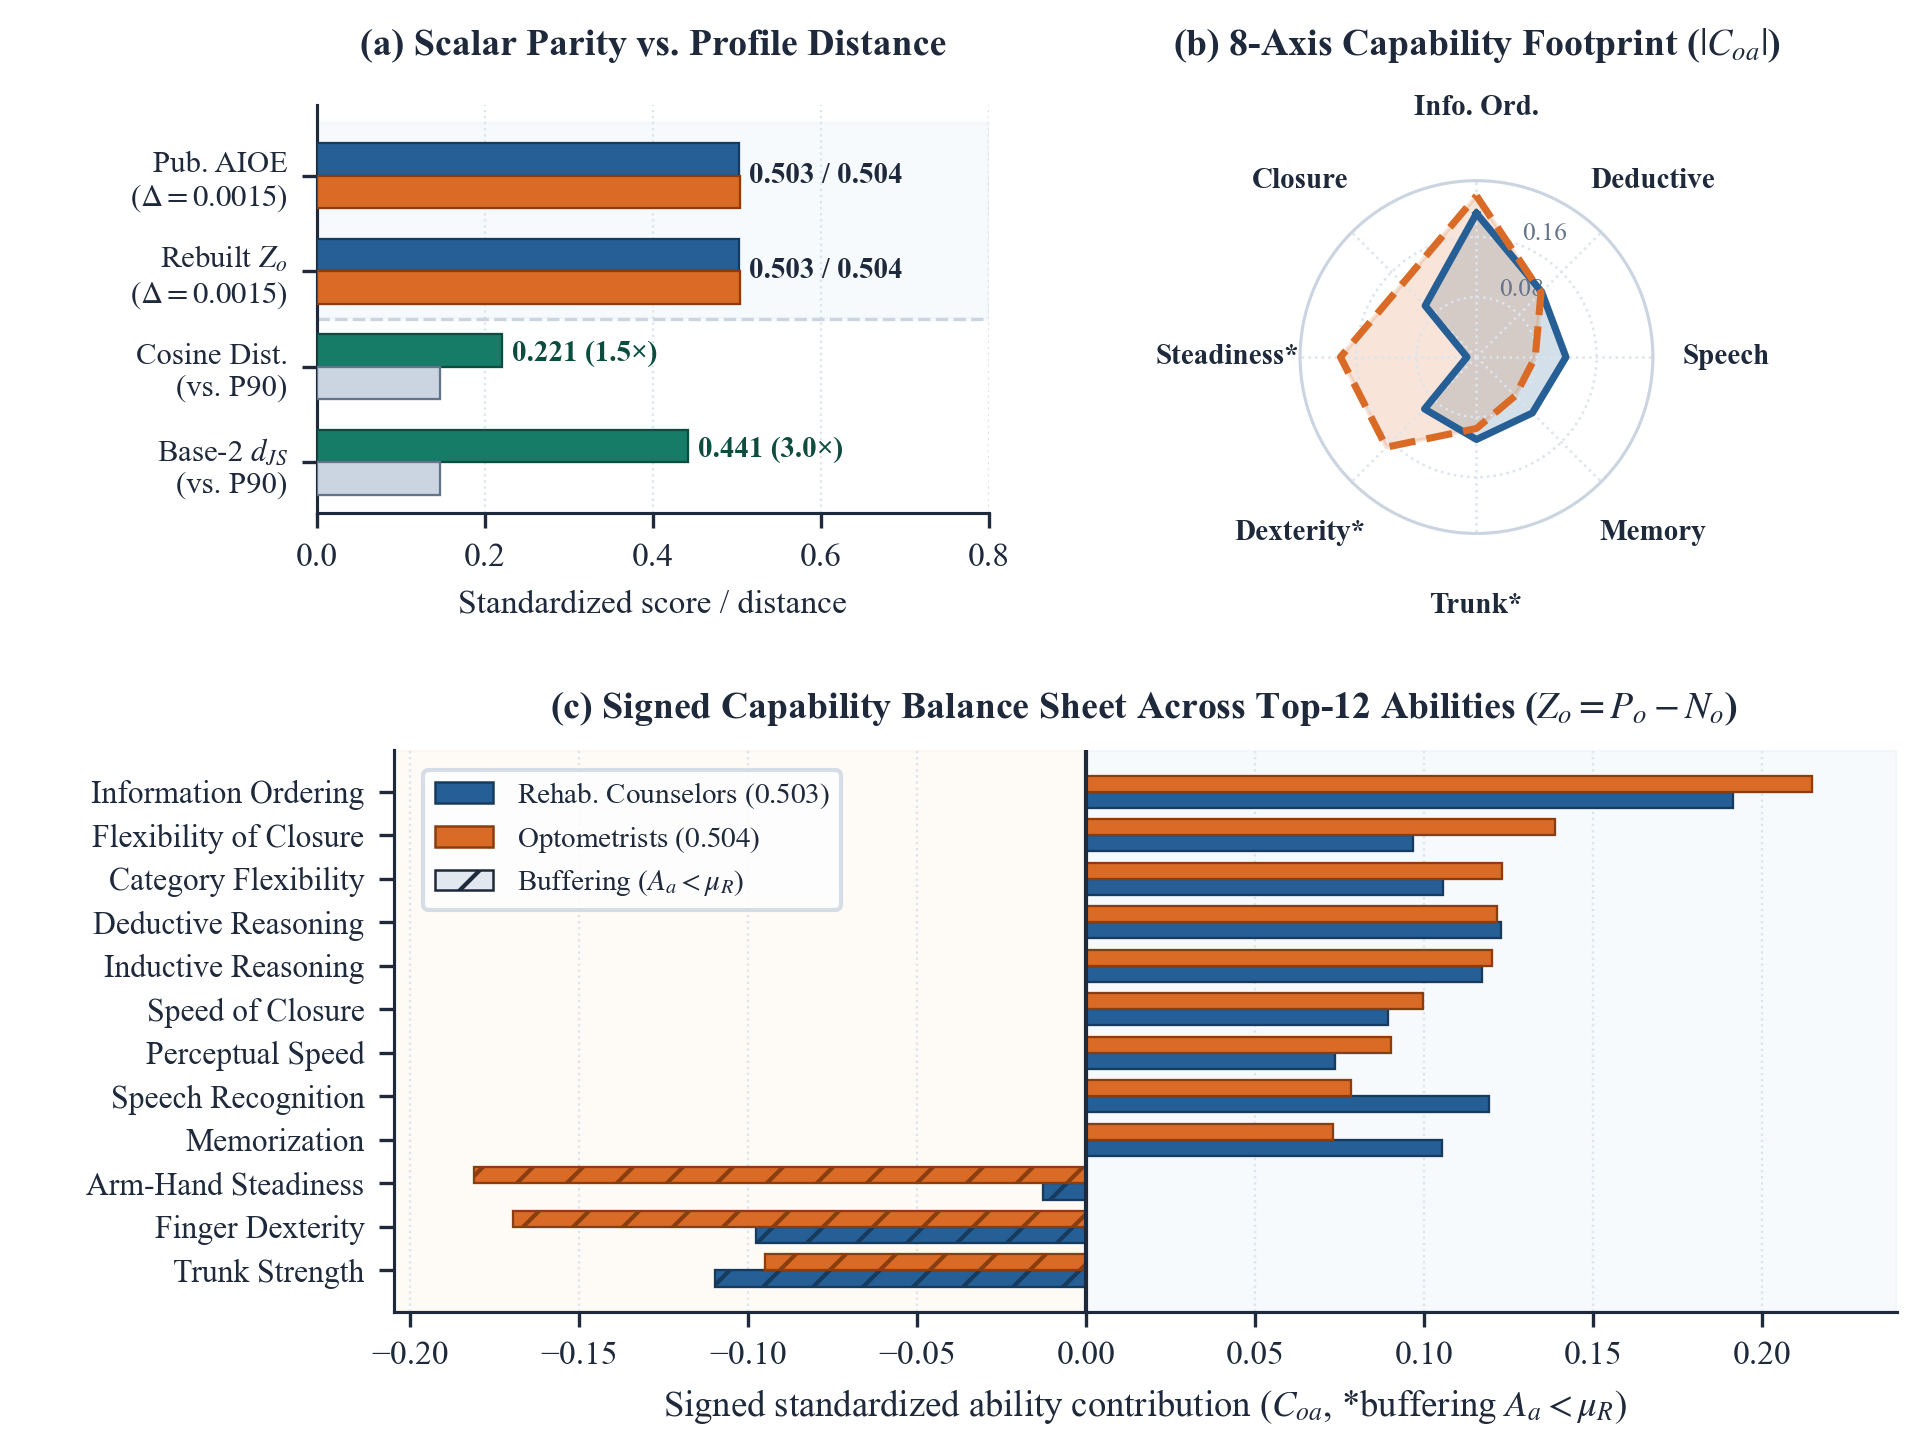 (a) Scalar Parity vs. Profile Distance
Pub. AIOE
(Δ = 0.0015)
0.503 / 0.504
Rebuilt Zₒ
(Δ = 0.0015)
0.503 / 0.504
Cosine Dist.
(vs. P90)
0.221 (1.5×)
Base-2 d_JS
(vs. P90)
0.441 (3.0×)
0.0 0.2 0.4 0.6 0.8
Standardized score / distance
(b) 8-Axis Capability Footprint (|C_oa|)
Info. Ord.
Closure
Deductive
0.16
0.08
Steadiness*
Speech
Dexterity*
Memory
Trunk*
(c) Signed Capability Balance Sheet Across Top-12 Abilities (Zₒ = Pₒ − Nₒ)
Rehab. Counselors (0.503)
Optometrists (0.504)
Buffering (A_a < μ_R)
Information Ordering
Flexibility of Closure
Category Flexibility
Deductive Reasoning
Inductive Reasoning
Speed of Closure
Perceptual Speed
Speech Recognition
Memorization
Arm-Hand Steadiness
Finger Dexterity
Trunk Strength
−0.20 −0.15 −0.10 −0.05 0.00 0.05 0.10 0.15 0.20
Signed standardized ability contribution (C_oa, *buffering A_a < μ_R)